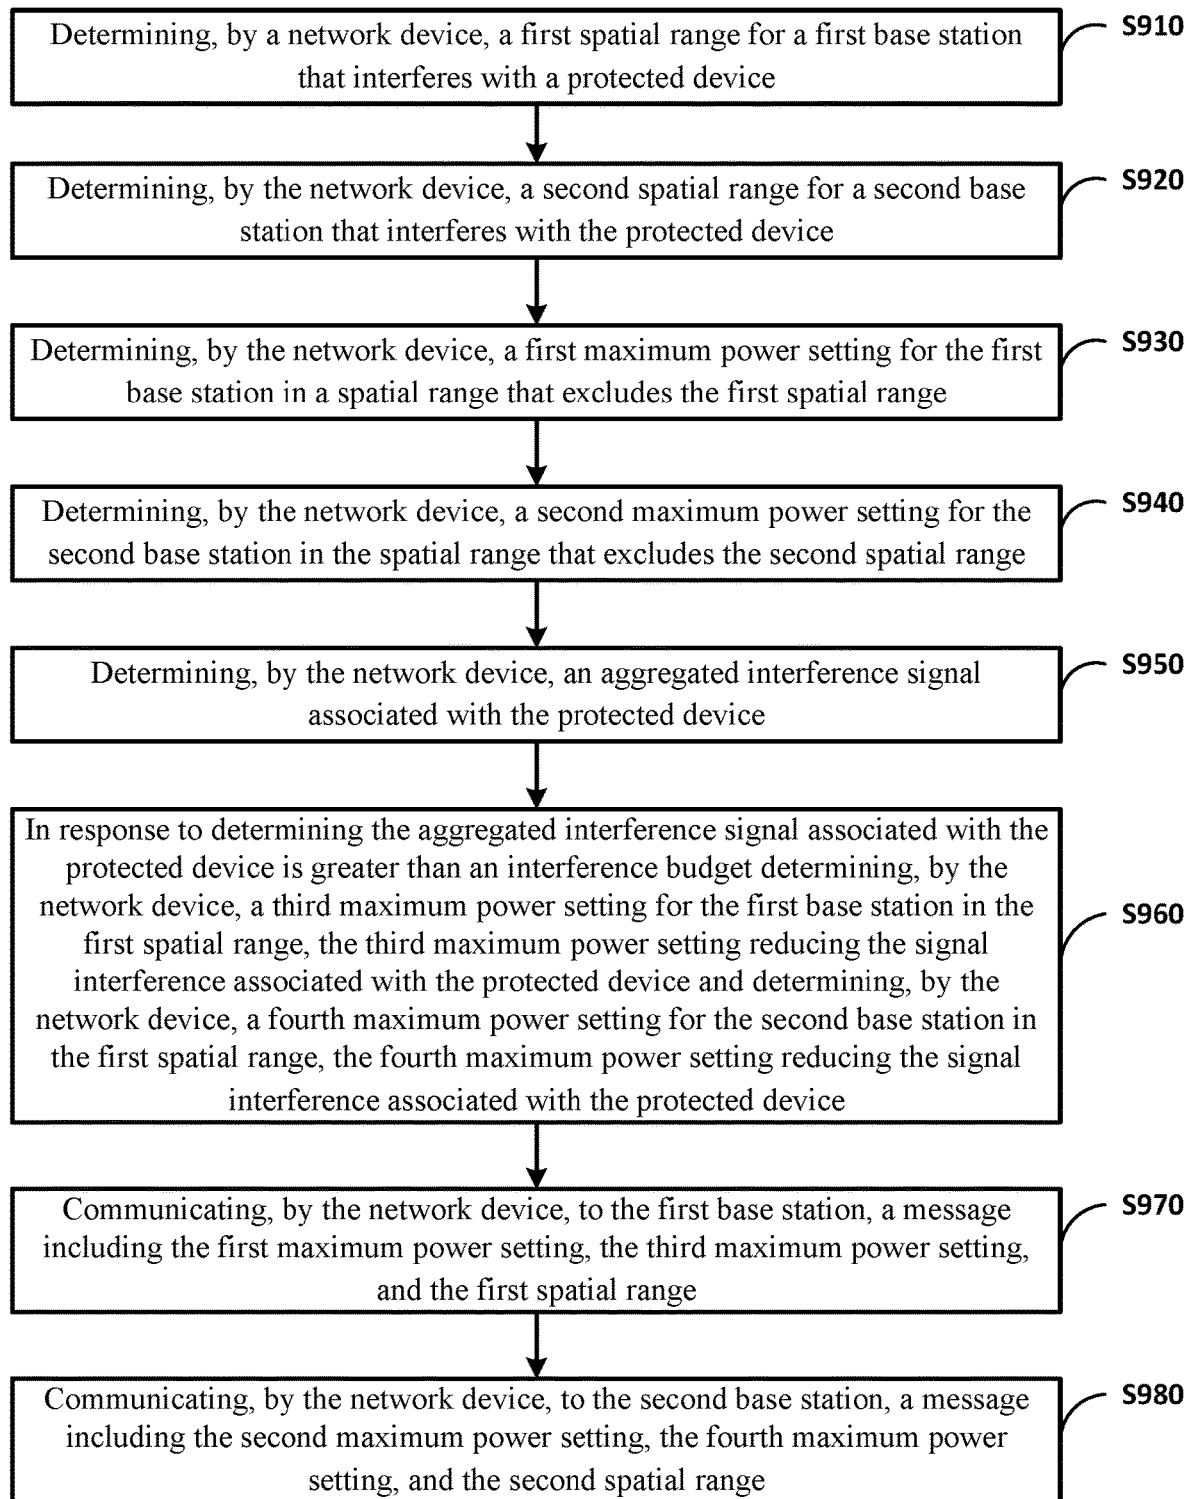 Determining, by a network device, a first spatial range for a first base station
that interferes with a protected device
S910
Determining, by the network device, a second spatial range for a second base
station that interferes with the protected device
S920
Determining, by the network device, a first maximum power setting for the first
base station in a spatial range that excludes the first spatial range
S930
Determining, by the network device, a second maximum power setting for the
second base station in the spatial range that excludes the second spatial range
S940
Determining, by the network device, an aggregated interference signal
associated with the protected device
S950
In response to determining the aggregated interference signal associated with the
protected device is greater than an interference budget determining, by the
network device, a third maximum power setting for the first base station in the
first spatial range, the third maximum power setting reducing the signal
interference associated with the protected device and determining, by the
network device, a fourth maximum power setting for the second base station in
the first spatial range, the fourth maximum power setting reducing the signal
interference associated with the protected device
S960
Communicating, by the network device, to the first base station, a message
including the first maximum power setting, the third maximum power setting,
and the first spatial range
S970
Communicating, by the network device, to the second base station, a message
including the second maximum power setting, the fourth maximum power
setting, and the second spatial range
S980